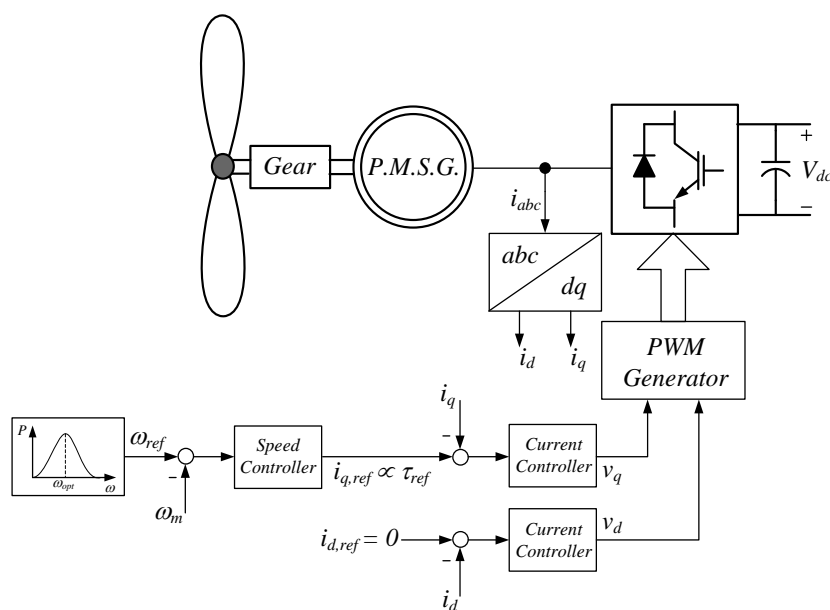 Gear
P.M.S.G.
+
V_dc
−
i_abc
abc
dq
i_d
i_q
PWM
Generator
i_q
P
ω_opt
ω
ω_ref
-
ω_m
Speed
Controller
i_q,ref ∝ τ_ref
-
Current
Controller
v_q
i_d,ref = 0
-
i_d
Current
Controller
v_d